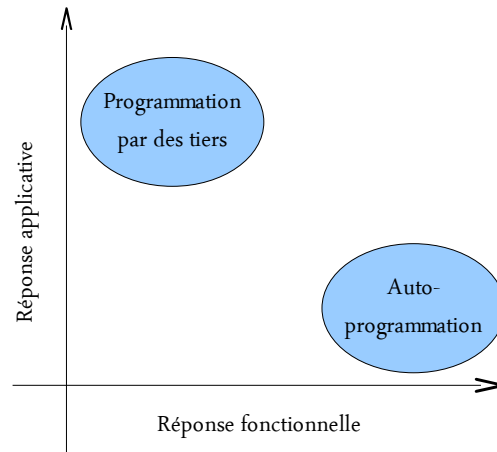 Programmation
par des tiers
Réponse applicative
Auto-
programmation
Réponse fonctionnelle